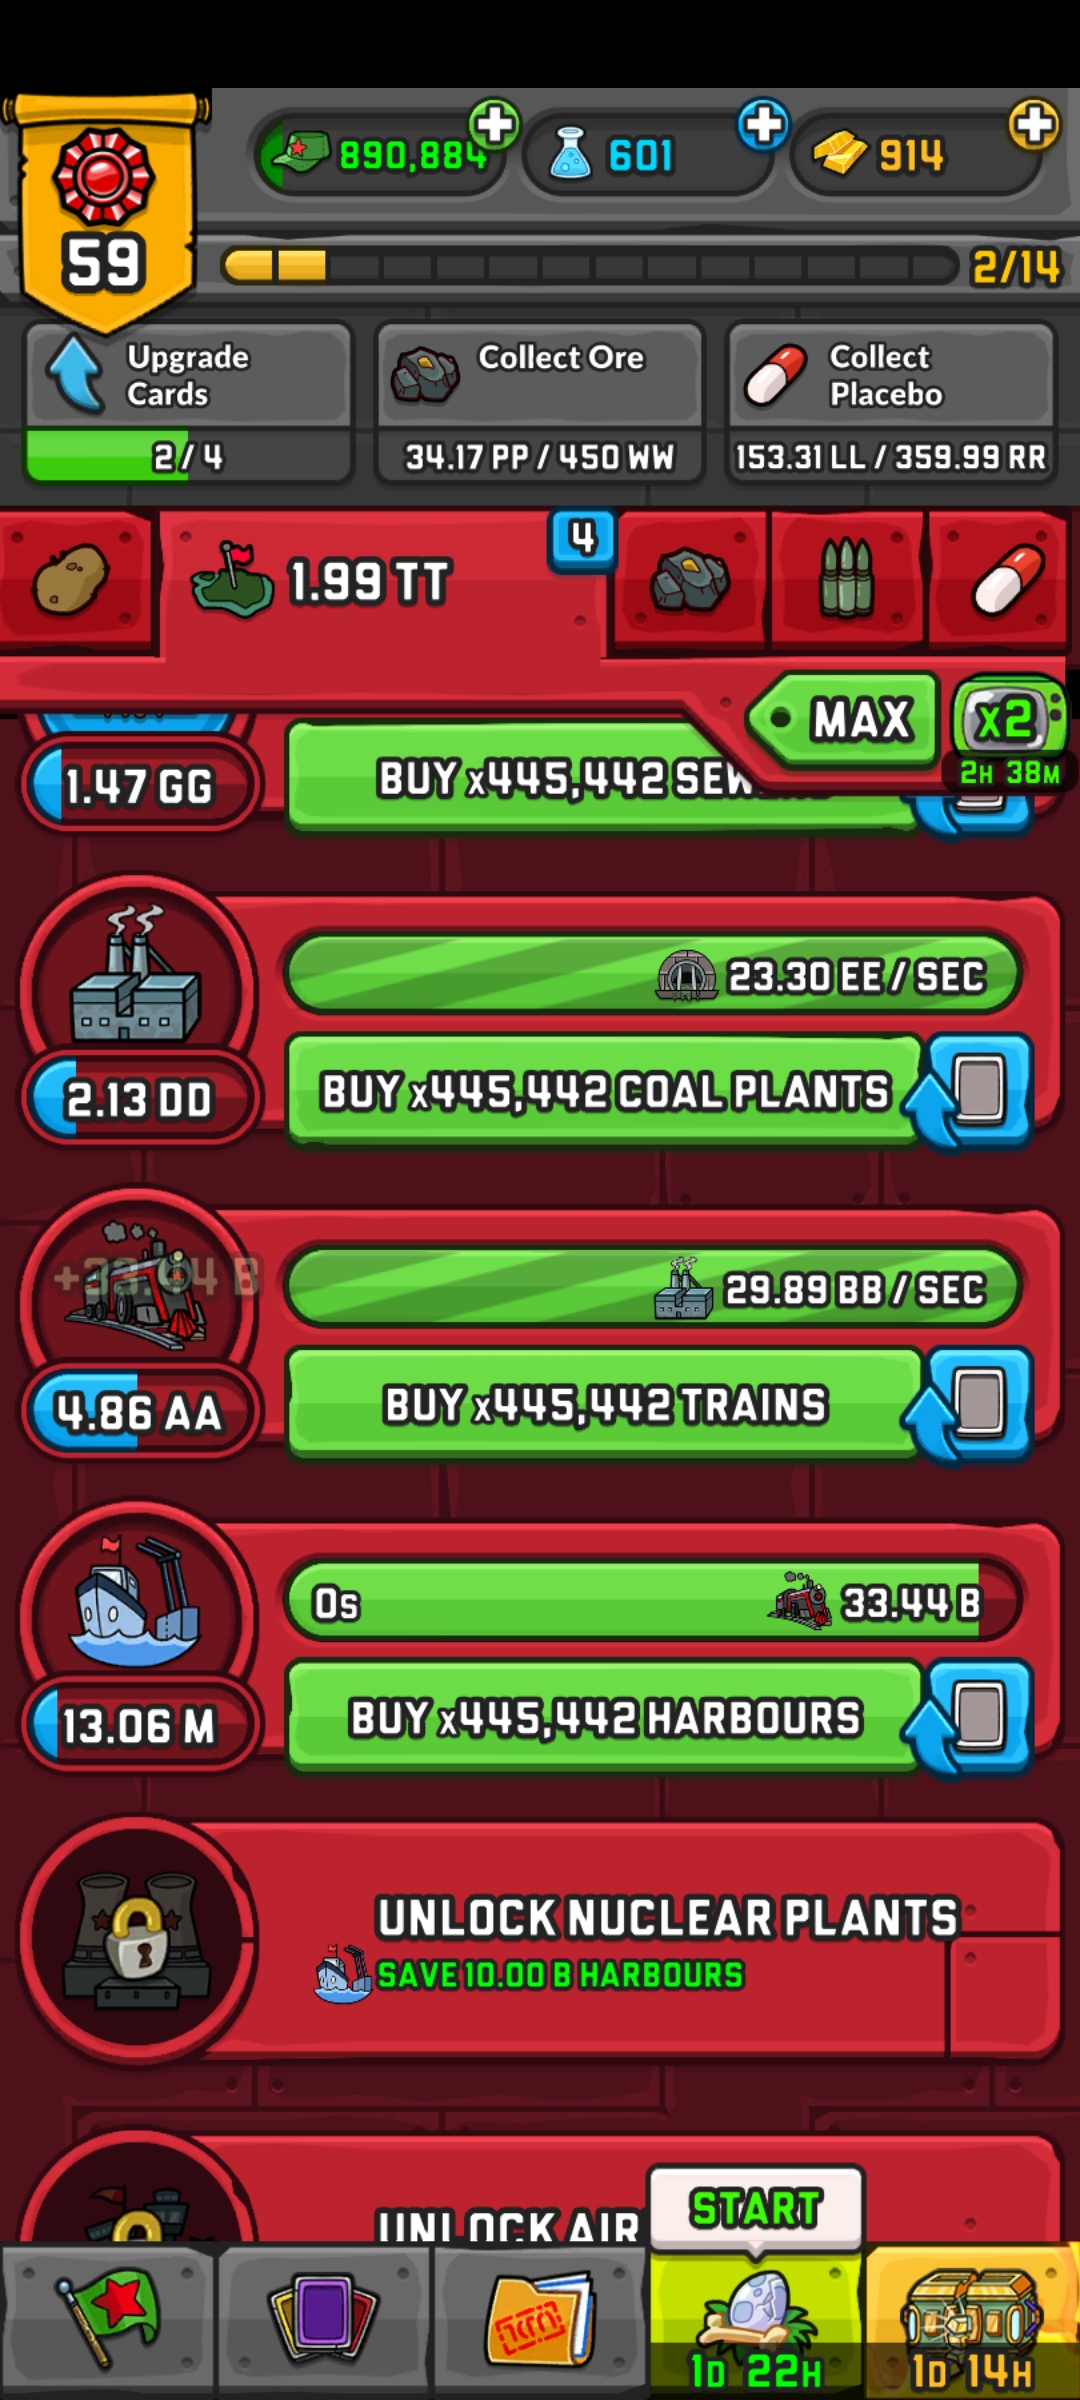 59
890,884
601
914
2/14
Upgrade Cards
2/4
Collect Ore
34.17 PP / 450 WW
Collect Placebo
153.31 LL / 359.99 RR
1.99 TT
4
MAX
x2
2H 38M
1.47 GG
BUY x445,442
23.30 EE / SEC
2.13 DD
BUY x445,442 COAL PLANTS
29.89 BB / SEC
4.86 AA
BUY x445,442 TRAINS
0s
33.44 B
13.06 M
BUY x445,442 HARBOURS
UNLOCK NUCLEAR PLANTS
SAVE 10.00 B HARBOURS
UNLOCK AIR
START
1D 22H
1D 14H